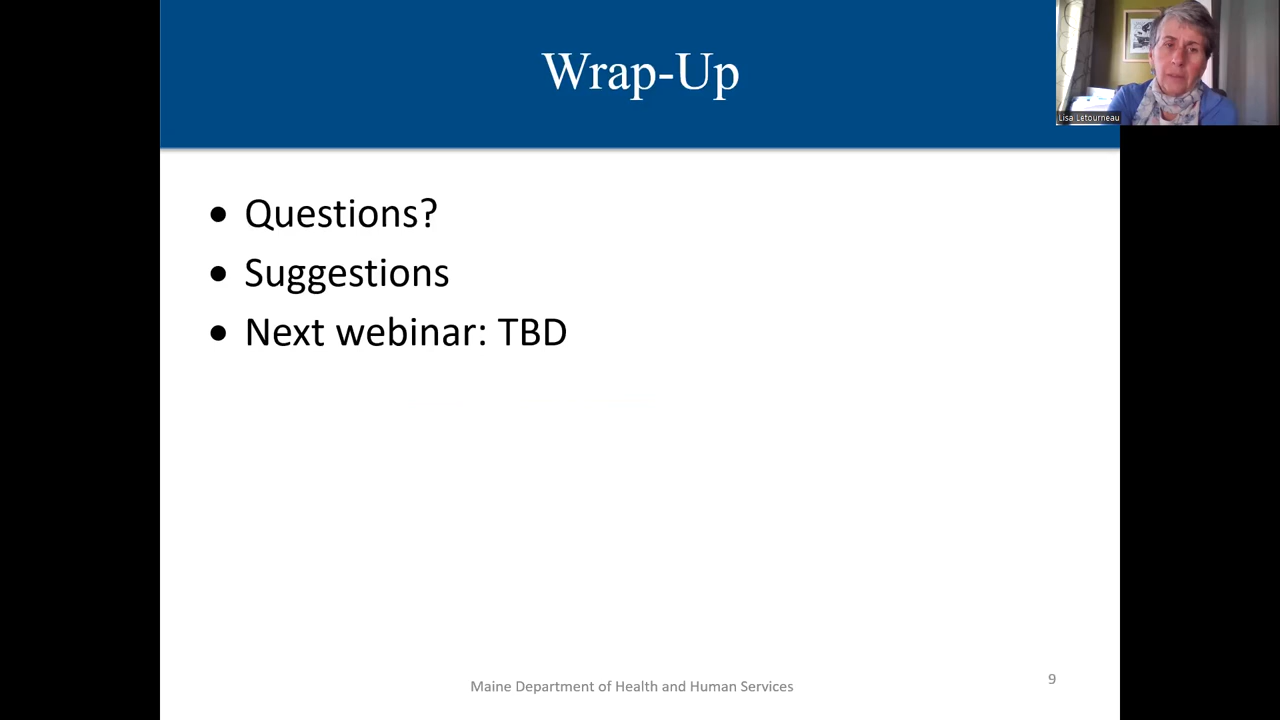 Wrap-Up
Lisa Letourneau
• Questions?
• Suggestions
• Next webinar: TBD
Maine Department of Health and Human Services
9